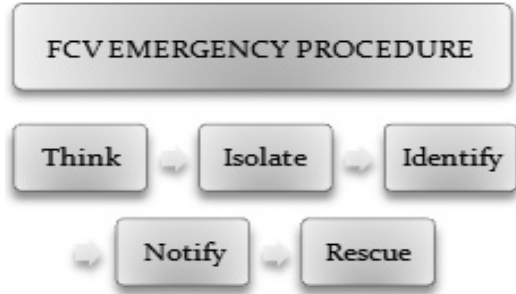 FCV EMERGENCY PROCEDURE
Think Isolate Identify
Notify Rescue